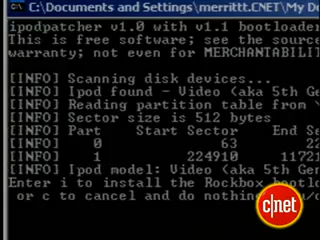 C:\Documents and Settings\merrittt.CNET\My Do
ipodpatcher v1.0 with v1.1 bootloader
This is free software; see the source
warranty; not even for MERCHANTABILI
[INFO] Scanning disk devices...
[INFO] Ipod found - Video (aka 5th Ge
[INFO] Reading partition table from
[INFO] Sector size is 512 bytes
[INFO] Part Start Sector End Se
[INFO] 0 63 22
[INFO] 1 224910 11721
[INFO] Ipod model: Video (aka 5th Gen
Enter i to install the Rockbox bootl
or c to cancel and do nothing
c|net